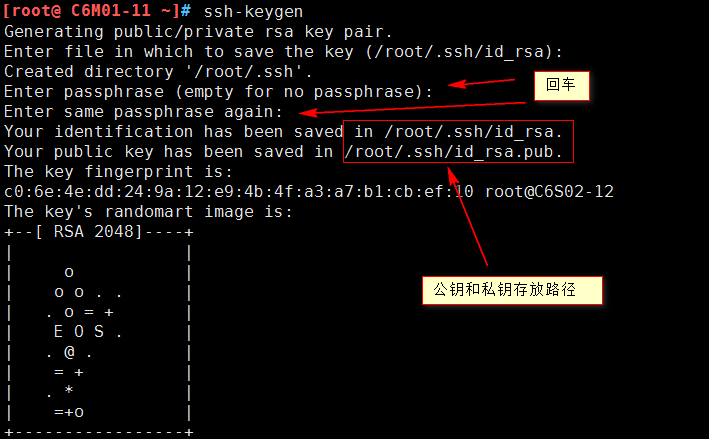 [root@ C6M01-11 ~]# ssh-keygen
Generating public/private rsa key pair.
Enter file in which to save the key (/root/.ssh/id_rsa):
Created directory '/root/.ssh'.
Enter passphrase (empty for no passphrase):
回车
Enter same passphrase again:
Your identification has been saved in /root/.ssh/id_rsa.
Your public key has been saved in /root/.ssh/id_rsa.pub.
The key fingerprint is:
c0:6e:4e:dd:24:9a:12:e9:4b:4f:a3:a7:b1:cb:ef:10 root@C6S02-12
The key's randomart image is:
+--[ RSA 2048]----+
|                 |
|      o          |
|     o o . .     |
公钥和私钥存放路径
|    . o = +      |
|     E O S .     |
|    . @ .        |
|     = +         |
|    . *          |
|     =+o         |
+-----------------+